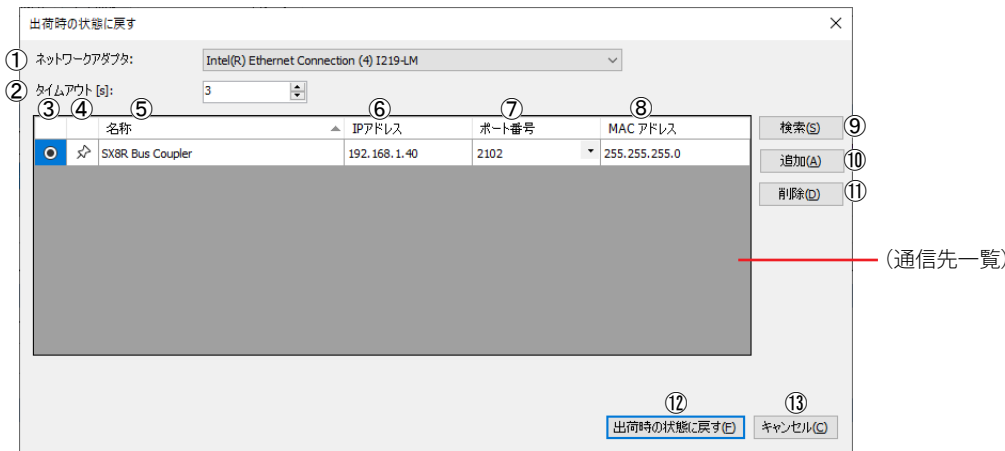 出荷時の状態に戻す
① ネットワークアダプタ: Intel(R) Ethernet Connection (4) I219-LM
② タイムアウト [s]: 3
③ ④ ⑤ ⑥ ⑦ ⑧
名称 IPアドレス ポート番号 MAC アドレス 検索(S) ⑨
SX8R Bus Coupler 192.168.1.40 2102 255.255.255.0
追加(A) ⑩
削除(D) ⑪
(通信先一覧)
⑫ ⑬
出荷時の状態に戻す(F) キャンセル(C)